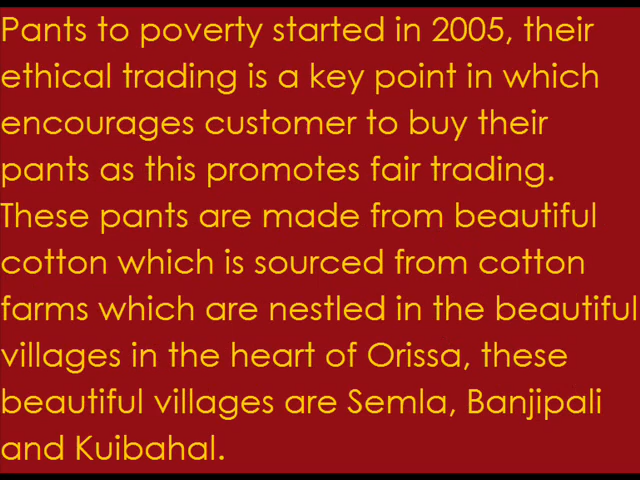 Pants to poverty started in 2005, their
ethical trading is a key point in which
encourages customer to buy their
pants as this promotes fair trading.
These pants are made from beautiful
cotton which is sourced from cotton
farms which are nestled in the beautiful
villages in the heart of Orissa, these
beautiful villages are Semla, Banjipali
and Kuibahal.